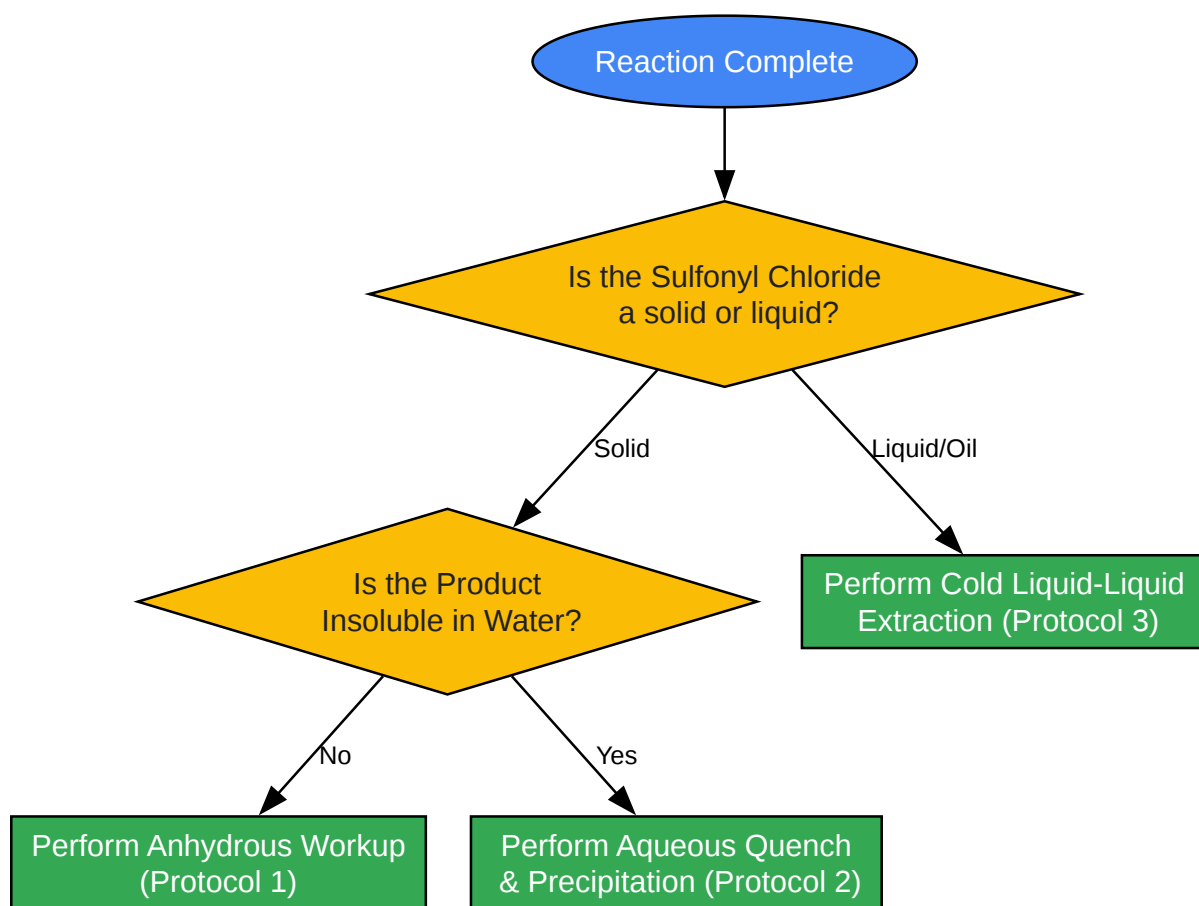 Reaction Complete
Is the Sulfonyl Chloride
a solid or liquid?
Solid
Liquid/Oil
Is the Product
Insoluble in Water?
Perform Cold Liquid-Liquid
Extraction (Protocol 3)
No
Yes
Perform Anhydrous Workup
(Protocol 1)
Perform Aqueous Quench
& Precipitation (Protocol 2)